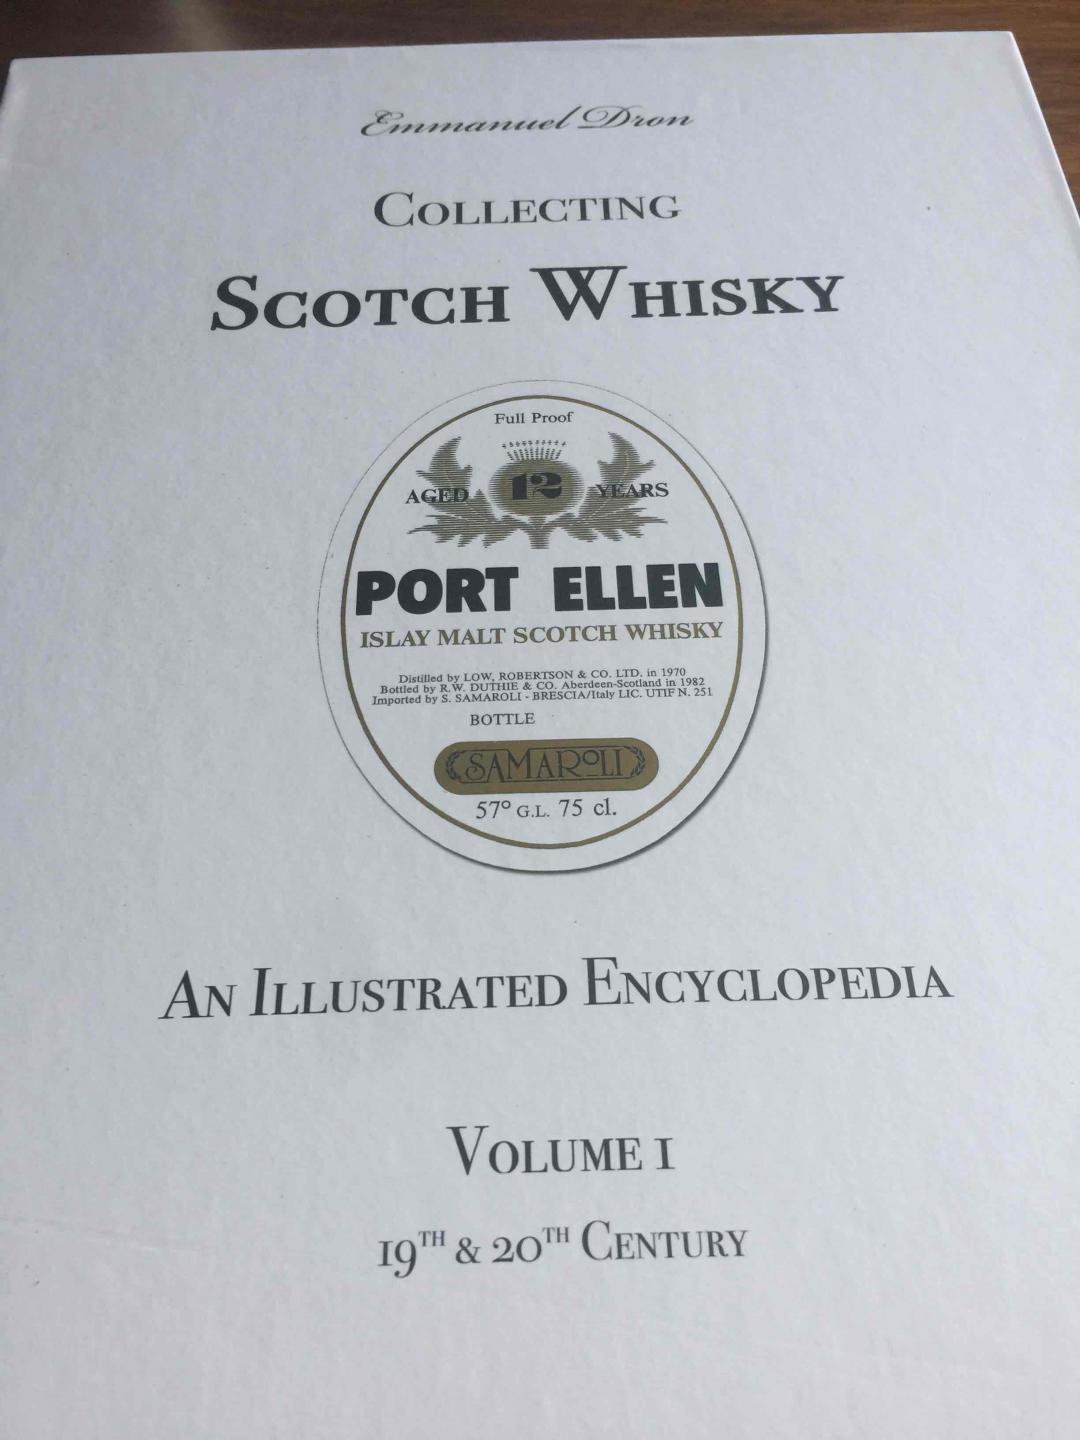 Emmanuel Dron
COLLECTING
SCOTCH WHISKY
Full Proof
AGED 12 YEARS
PORT ELLEN
ISLAY MALT SCOTCH WHISKY
Distilled by LOW, ROBERTSON & CO. LTD. in 1970
Bottled by R.W. DUTHIE & CO. Aberdeen-Scotland in 1982
Imported by S. SAMAROLI - BRESCIA/Italy LIC. UTIF N. 251
BOTTLE
SAMAROLI
57° G.L. 75 cl.
AN ILLUSTRATED ENCYCLOPEDIA
VOLUME I
19TH & 20TH CENTURY